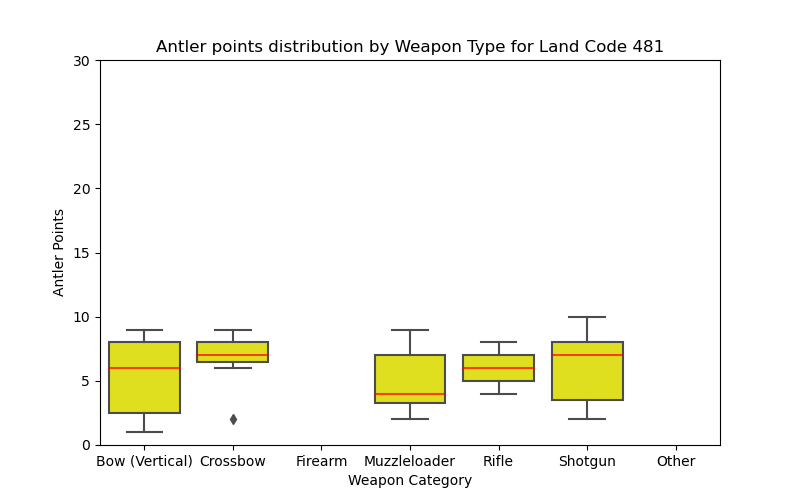 Antler points distribution by Weapon Type for Land Code 481
30
25
20
15
10
5
0
Antler Points
Bow (Vertical) Crossbow Firearm Muzzleloader Rifle Shotgun Other
Weapon Category